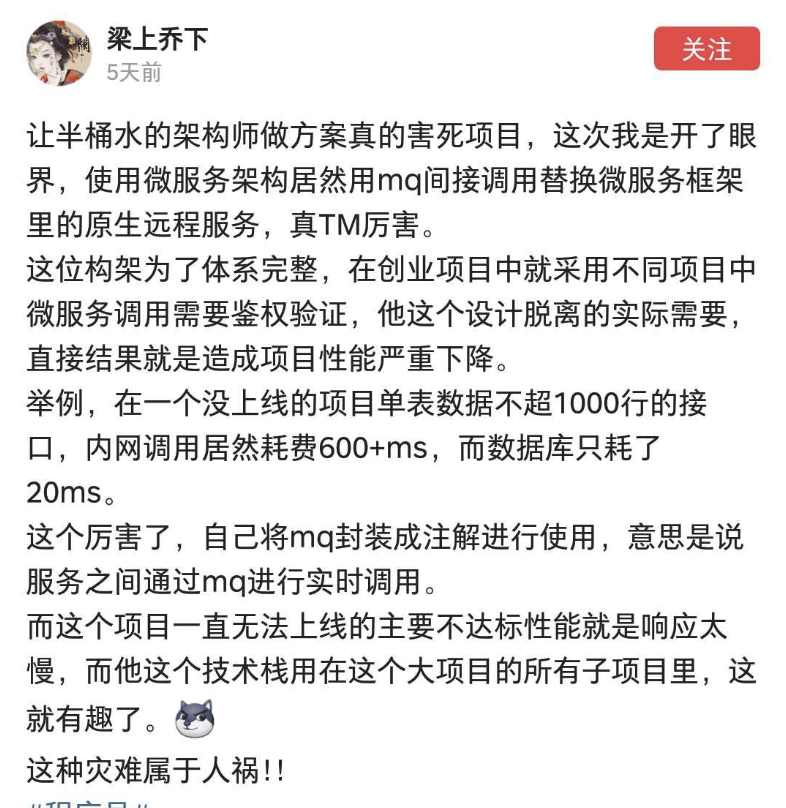 梁上乔下
5天前
关注
让半桶水的架构师做方案真的害死项目，这次我是开了眼
界，使用微服务架构居然用mq间接调用替换微服务框架
里的原生远程服务，真TM厉害。
这位构架为了体系完整，在创业项目中就采用不同项目中
微服务调用需要鉴权验证，他这个设计脱离的实际需要，
直接结果就是造成项目性能严重下降。
举例，在一个没上线的项目单表数据不超1000行的接
口，内网调用居然耗费600+ms，而数据库只耗了
20ms。
这个厉害了，自己将mq封装成注解进行使用，意思是说
服务之间通过mq进行实时调用。
而这个项目一直无法上线的主要不达标性能就是响应太
慢，而他这个技术栈用在这个大项目的所有子项目里，这
就有趣了。
这种灾难属于人祸!!